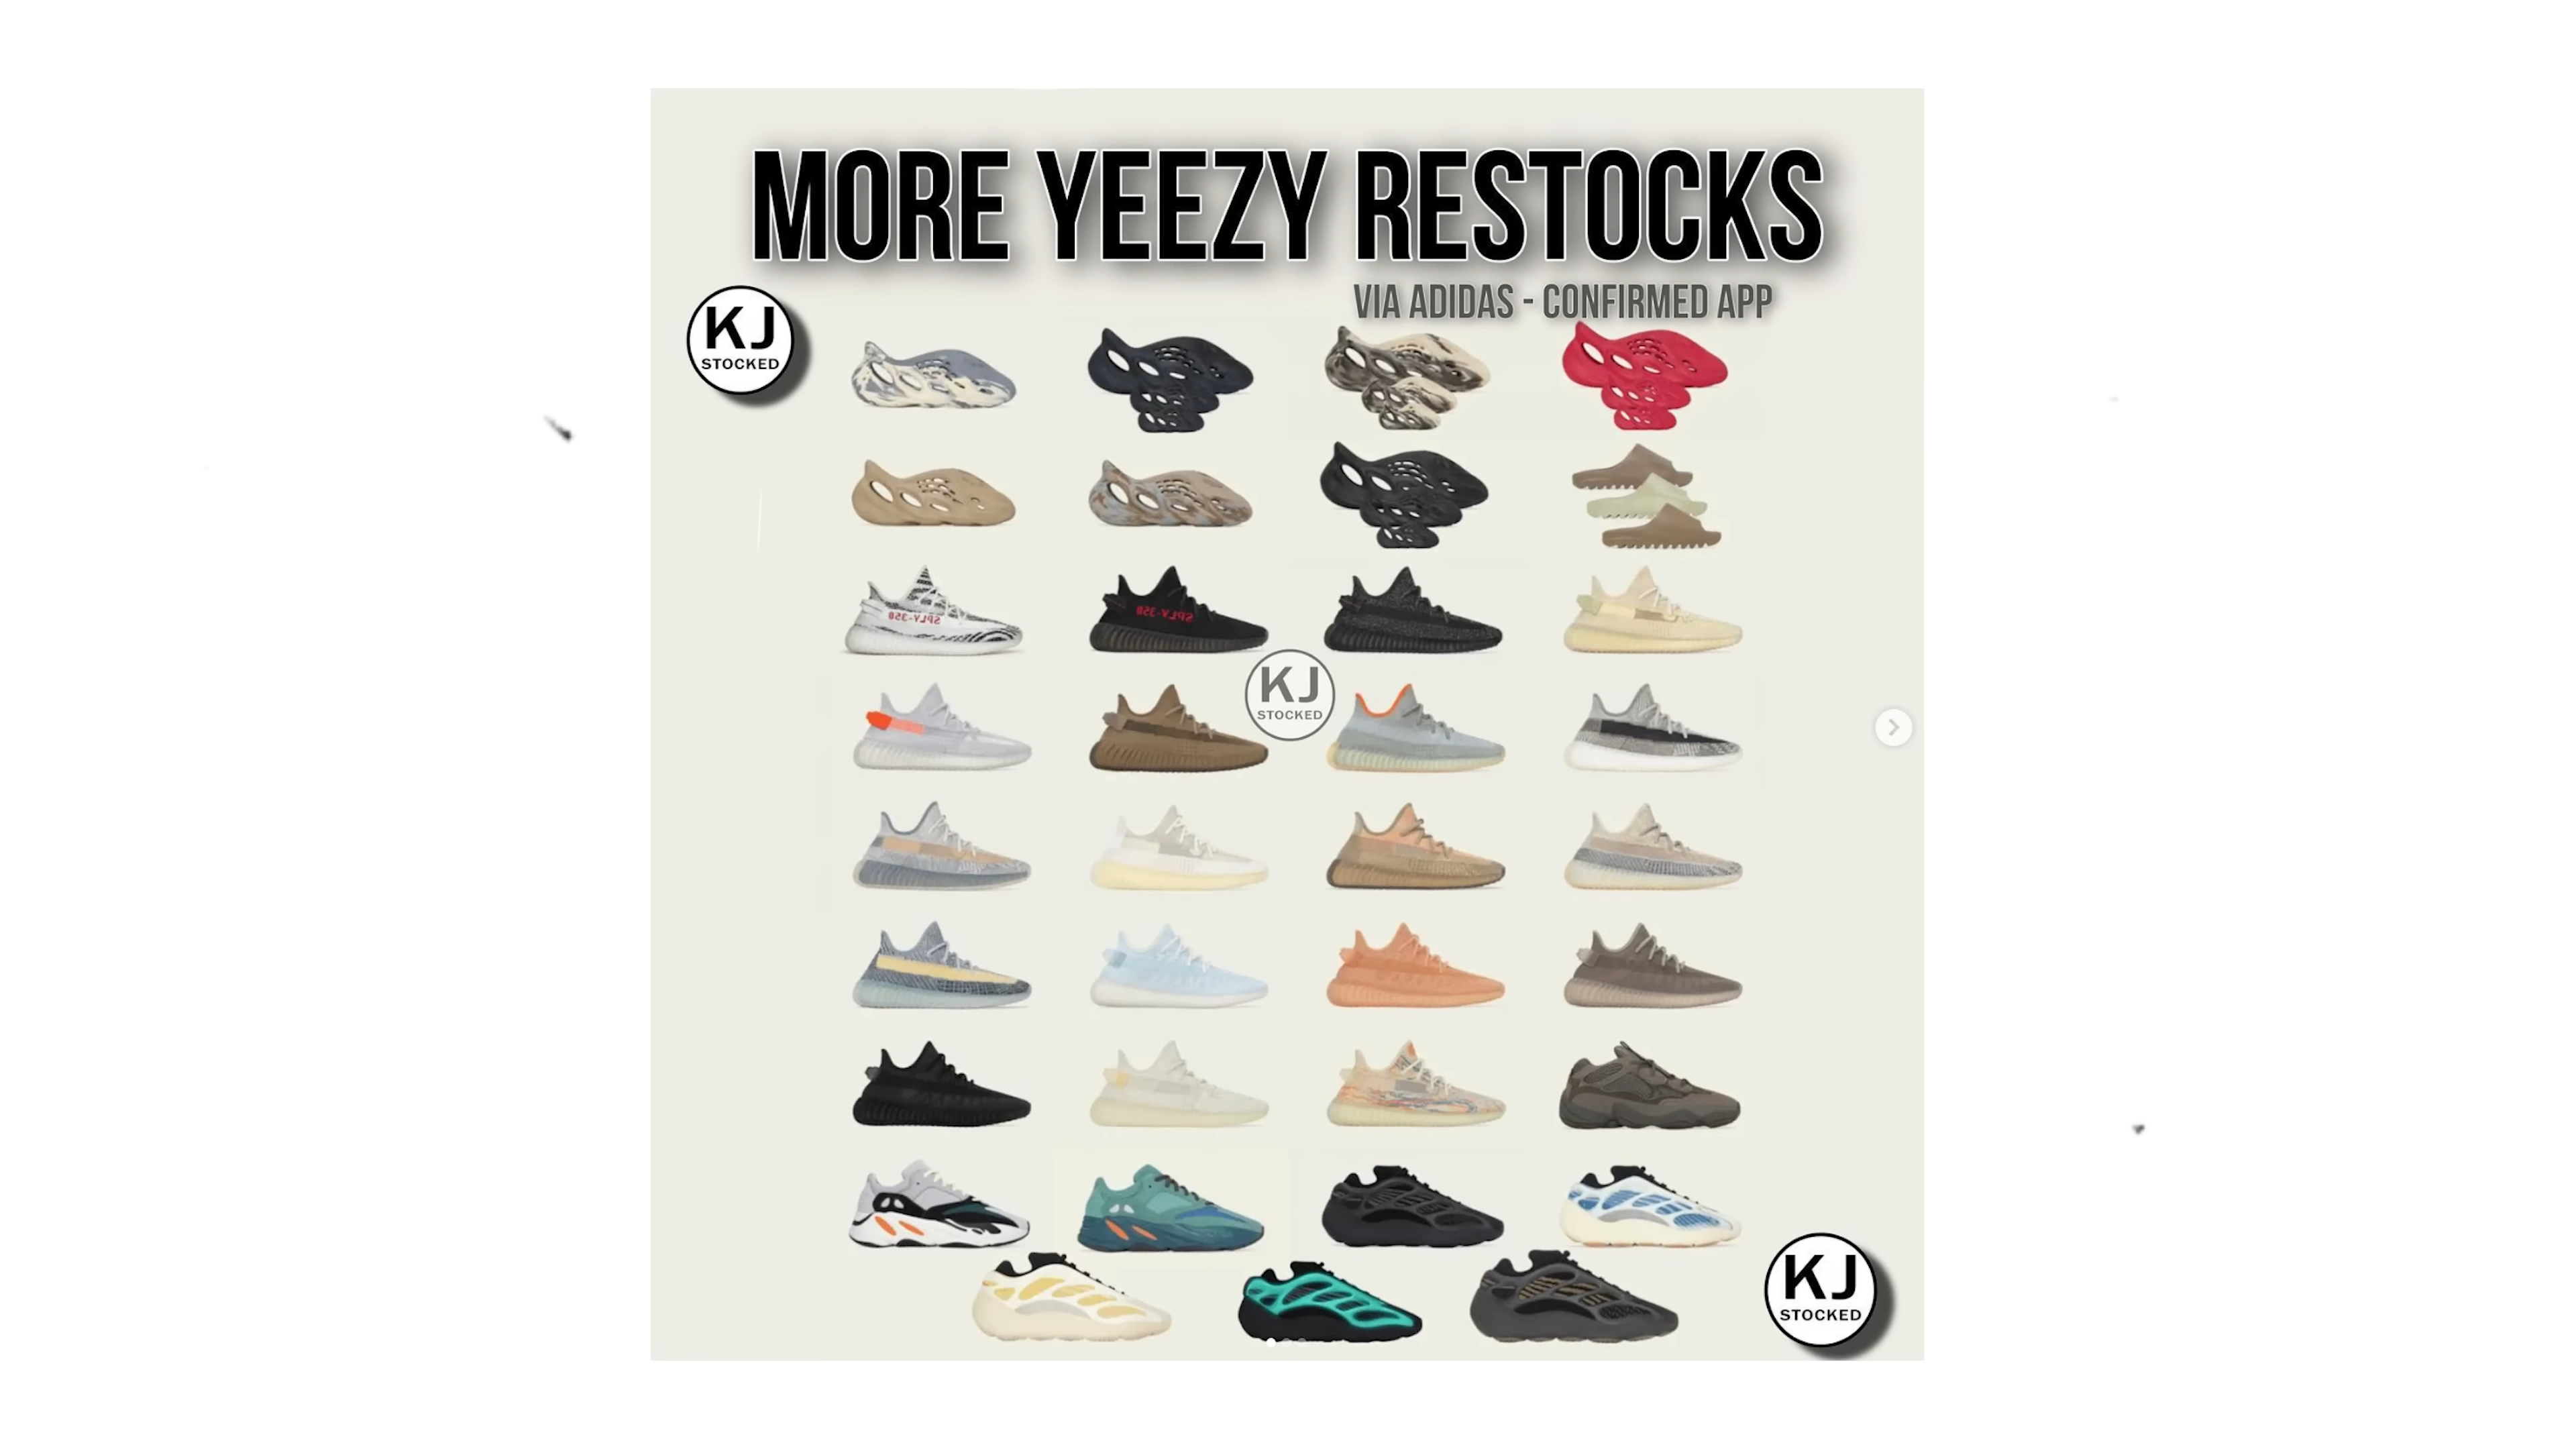 MORE YEEZY RESTOCKS
VIA ADIDAS - CONFIRMED APP
KJ
STOCKED
SPLY-350
SPLY-350
KJ
STOCKED
KJ
STOCKED